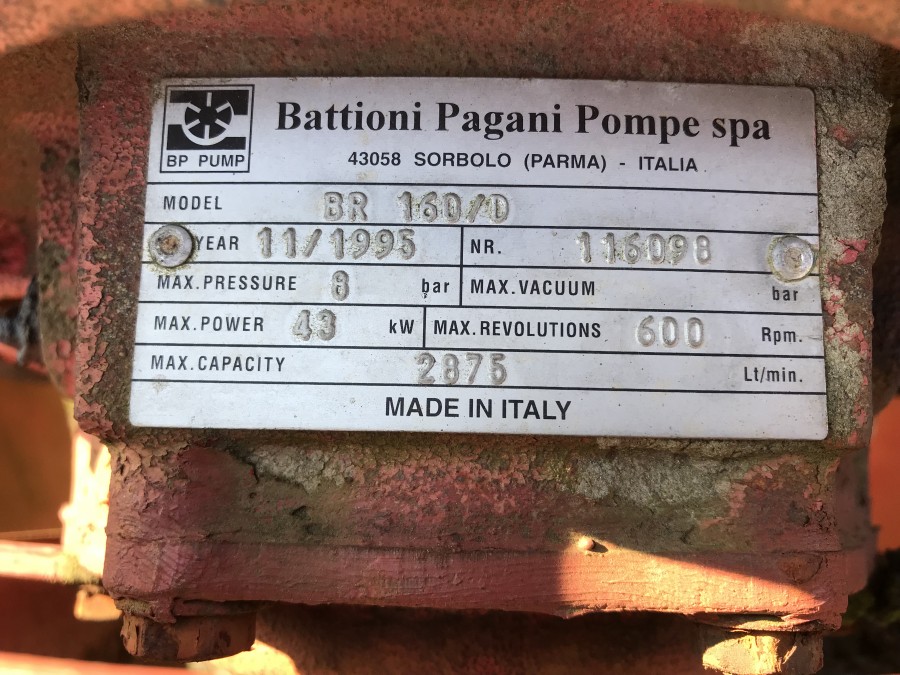 BP PUMP
Battioni Pagani Pompe spa
43058 SORBOLO (PARMA) - ITALIA
MODEL BR 160/D
YEAR 11/1995 NR. 116098
MAX.PRESSURE 8 bar MAX.VACUUM bar
MAX.POWER 43 kW MAX.REVOLUTIONS 600 Rpm.
MAX.CAPACITY 2875 Lt/min.
MADE IN ITALY